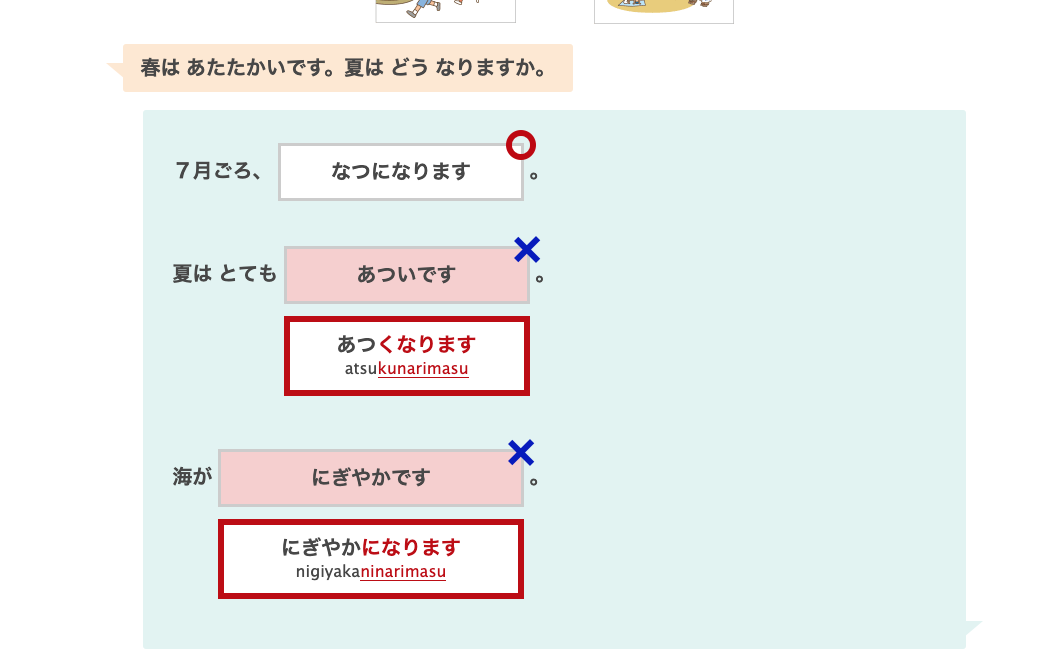 春は あたたかいです。夏は どう なりますか。
７月ごろ、 なつになります 。
夏は とても あついです 。
あつくなります
atsukunarimasu
海が にぎやかです 。
にぎやかになります
nigiyakaninarimasu